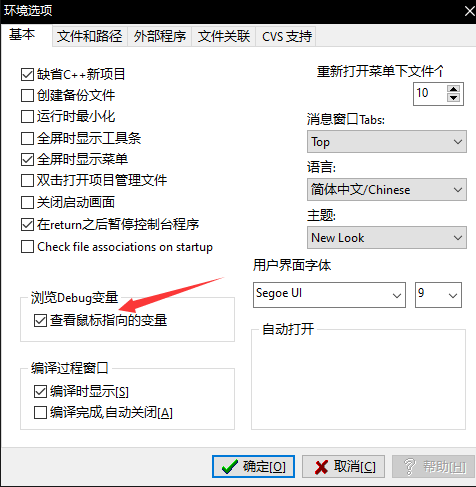 环境选项
基本 文件和路径 外部程序 文件关联 CVS 支持
缺省C++新项目
创建备份文件
运行时最小化
全屏时显示工具条
全屏时显示菜单
双击打开项目管理文件
关闭启动画面
在return之后暂停控制台程序
Check file associations on startup
重新打开菜单下文件个
10
消息窗口Tabs:
Top
语言:
简体中文/Chinese
主题:
New Look
用户界面字体
Segoe UI 9
浏览Debug变量
查看鼠标指向的变量
自动打开
编译过程窗口
编译时显示[S]
编译完成,自动关闭[A]
确定[O] 取消[C] 帮助[H]